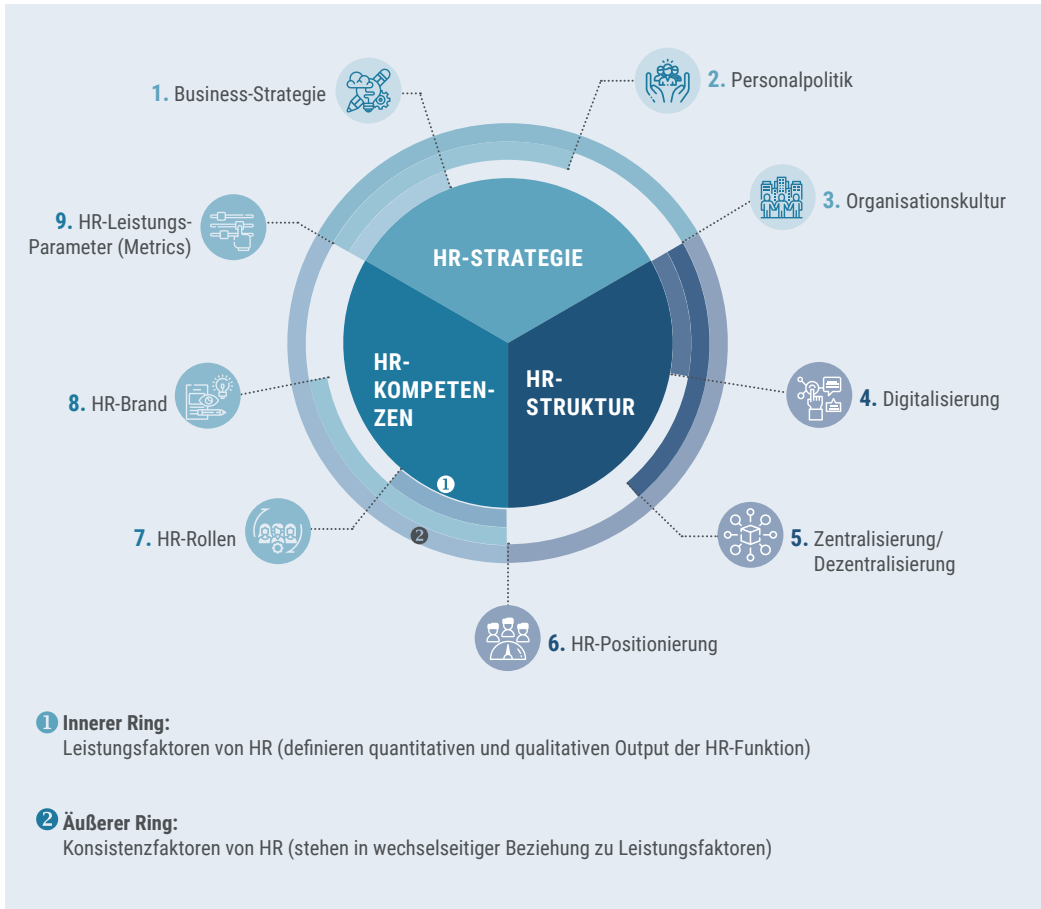 1. Business-Strategie
2. Personalpolitik
3. Organisationskultur
9. HR-Leistungs-
Parameter (Metrics)
HR-STRATEGIE
HR-
KOMPETEN-
ZEN
HR-
STRUKTUR
4. Digitalisierung
8. HR-Brand
1
2
7. HR-Rollen
5. Zentralisierung/
Dezentralisierung
6. HR-Positionierung
1 Innerer Ring:
Leistungsfaktoren von HR (definieren quantitativen und qualitativen Output der HR-Funktion)
2 Äußerer Ring:
Konsistenzfaktoren von HR (stehen in wechselseitiger Beziehung zu Leistungsfaktoren)